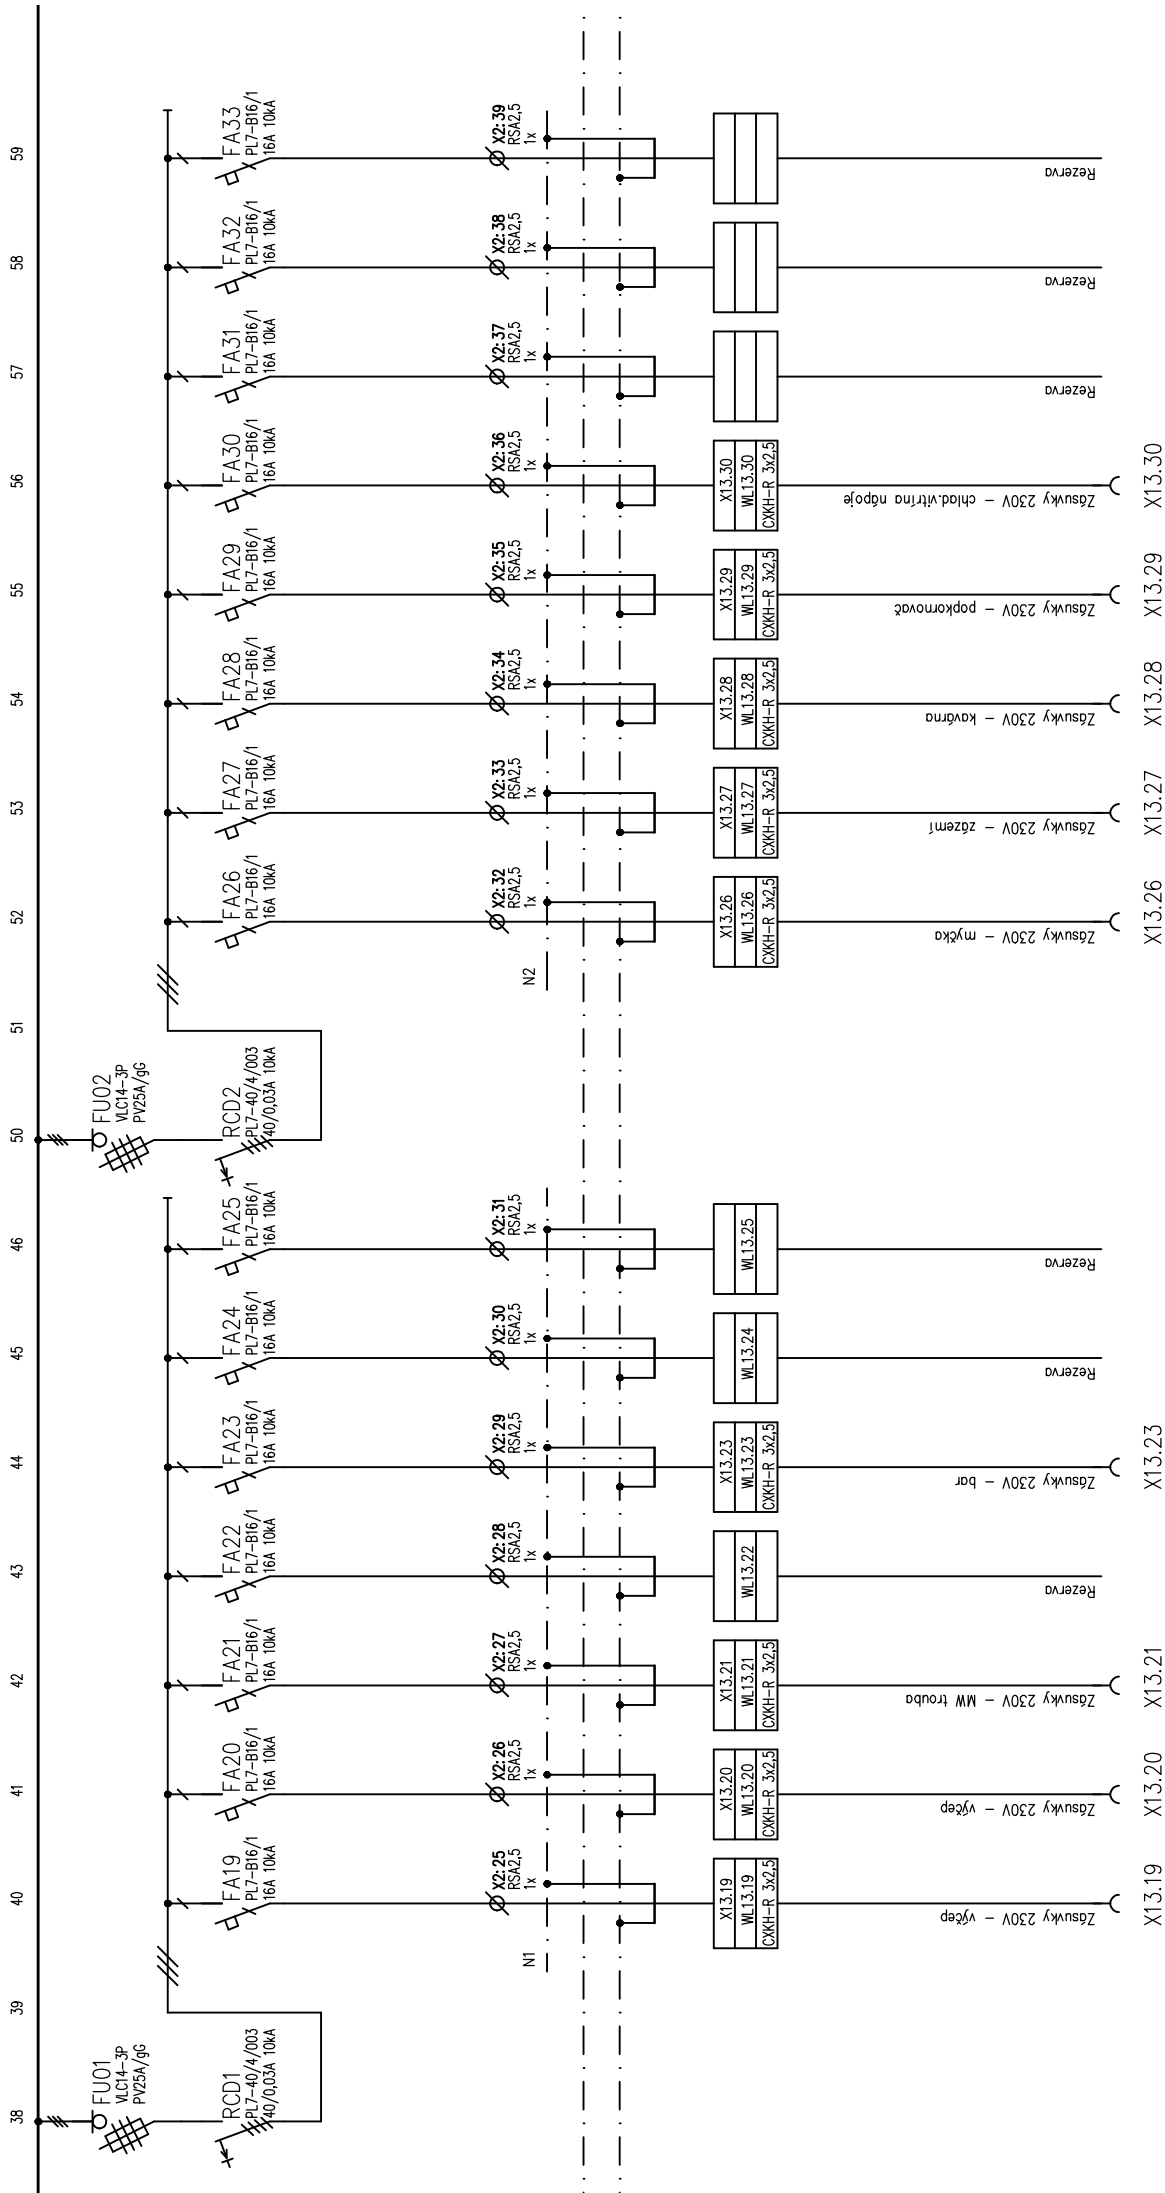 38
39
40
41
42
43
44
45
46
50
51
52
53
54
55
56
57
58
59
FU01
VLC14-3P
PV25A/gG
RCD1
PL7-40/4/003
40/0,03A 10kA
FA19
PL7-B16/1
16A 10kA
FA20
PL7-B16/1
16A 10kA
FA21
PL7-B16/1
16A 10kA
FA22
PL7-B16/1
16A 10kA
FA23
PL7-B16/1
16A 10kA
FA24
PL7-B16/1
16A 10kA
FA25
PL7-B16/1
16A 10kA
FU02
VLC14-3P
PV25A/gG
RCD2
PL7-40/4/003
40/0,03A 10kA
FA26
PL7-B16/1
16A 10kA
FA27
PL7-B16/1
16A 10kA
FA28
PL7-B16/1
16A 10kA
FA29
PL7-B16/1
16A 10kA
FA30
PL7-B16/1
16A 10kA
FA31
PL7-B16/1
16A 10kA
FA32
PL7-B16/1
16A 10kA
FA33
PL7-B16/1
16A 10kA
N1
X2:25
RSA2,5
1x
X2:26
RSA2,5
1x
X2:27
RSA2,5
1x
X2:28
RSA2,5
1x
X2:29
RSA2,5
1x
X2:30
RSA2,5
1x
X2:31
RSA2,5
1x
N2
X2:32
RSA2,5
1x
X2:33
RSA2,5
1x
X2:34
RSA2,5
1x
X2:35
RSA2,5
1x
X2:36
RSA2,5
1x
X2:37
RSA2,5
1x
X2:38
RSA2,5
1x
X2:39
RSA2,5
1x
X13.19
WL13.19
CXKH-R 3x2,5
X13.20
WL13.20
CXKH-R 3x2,5
X13.21
WL13.21
CXKH-R 3x2,5
WL13.22
X13.23
WL13.23
CXKH-R 3x2,5
WL13.24
WL13.25
X13.26
WL13.26
CXKH-R 3x2,5
X13.27
WL13.27
CXKH-R 3x2,5
X13.28
WL13.28
CXKH-R 3x2,5
X13.29
WL13.29
CXKH-R 3x2,5
X13.30
WL13.30
CXKH-R 3x2,5
Zásuvky 230V - výčep
Zásuvky 230V - výčep
Zásuvky 230V - MW trouba
Rezerva
Zásuvky 230V - bar
Rezerva
Rezerva
Zásuvky 230V - myčka
Zásuvky 230V - zázemí
Zásuvky 230V - kavárna
Zásuvky 230V - popkornovač
Zásuvky 230V - chlad.vitrína nápoje
Rezerva
Rezerva
Rezerva
X13.19
X13.20
X13.21
X13.23
X13.26
X13.27
X13.28
X13.29
X13.30